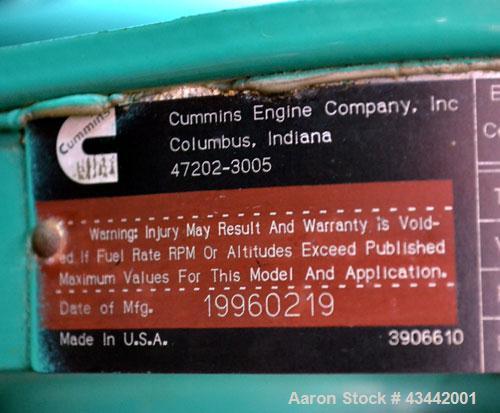 Cummins
Cummins Engine Company, Inc
Columbus, Indiana
47202-3005
Warning: Injury May Result And Warranty is Void-
ed If Fuel Rate RPM Or Altitudes Exceed Published
Maximum Values For This Model And Application.
Date of Mfg. 19960219
Made In U.S.A. 3906610
Aaron Stock # 43442001